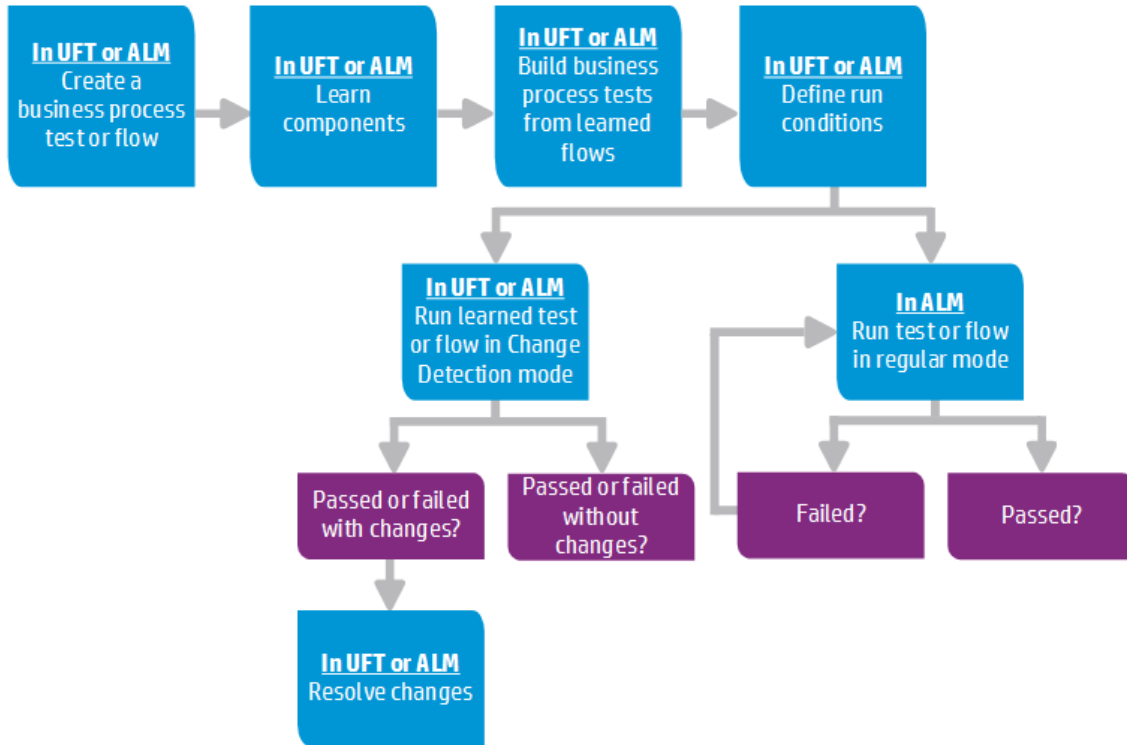 In UFT or ALM
Create a
business process
test or flow
In UFT or ALM
Learn
components
In UFT or ALM
Build business
process tests
from learned
flows
In UFT or ALM
Define run
conditions
In UFT or ALM
Run learned test
or flow in Change
Detection mode
In ALM
Run test or flow
in regular mode
Passed or failed
with changes?
Passed or failed
without
changes?
Failed?
Passed?
In UFT or ALM
Resolve changes